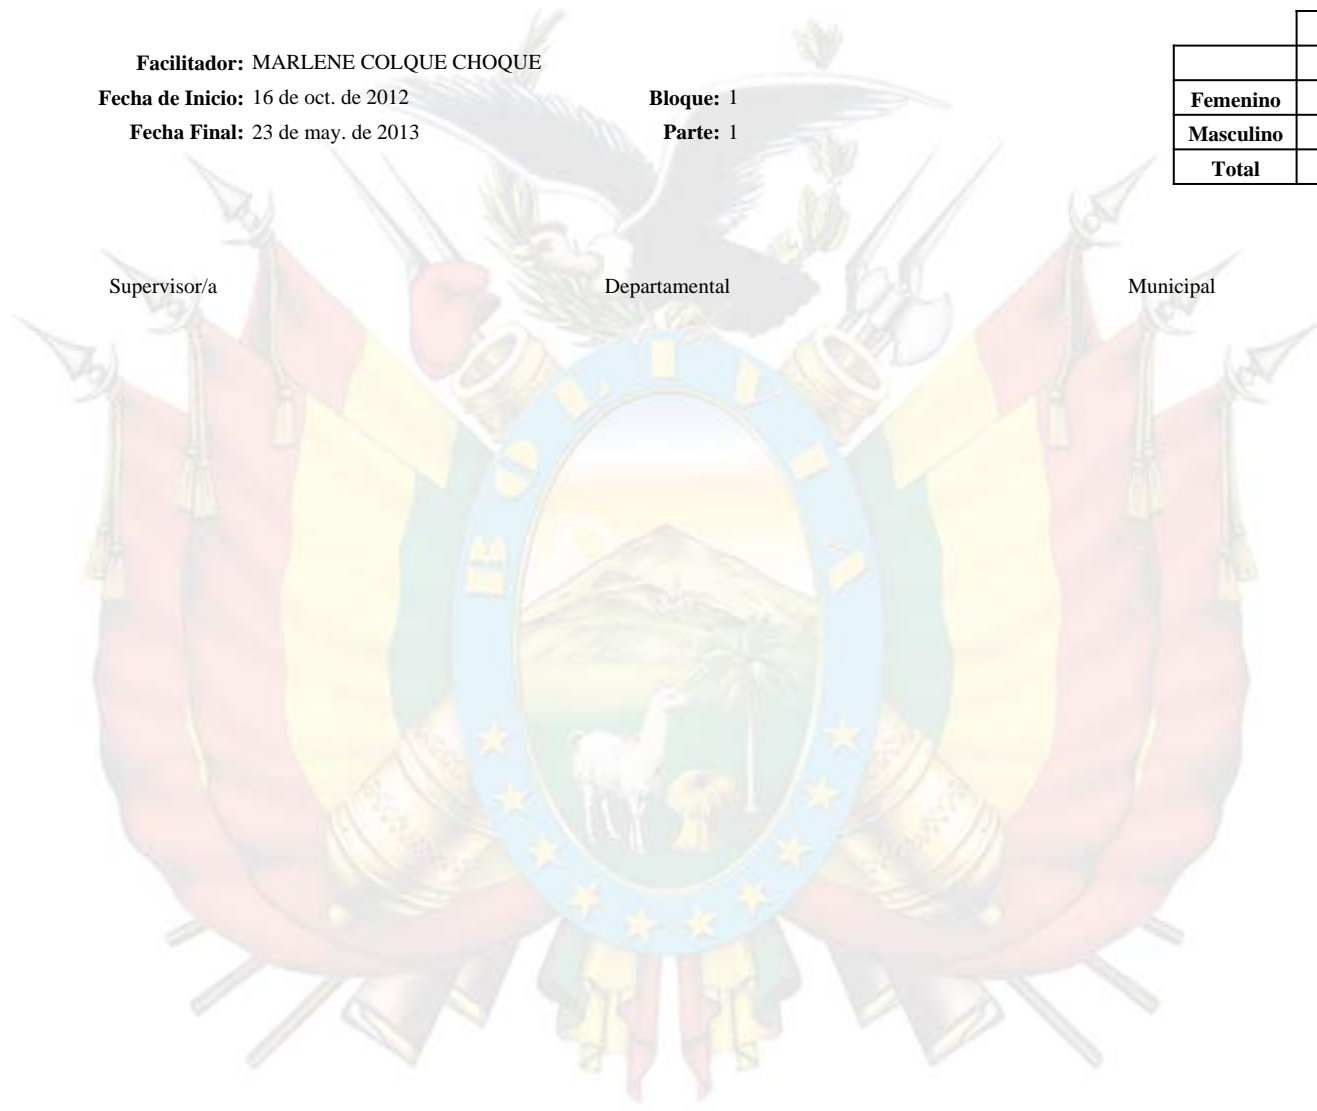 Facilitador: MARLENE COLQUE CHOQUE
Fecha de Inicio: 16 de oct. de 2012 Bloque: 1
Fecha Final: 23 de may. de 2013 Parte: 1
Femenino
Masculino
Total
Supervisor/a Departamental Municipal
BOLIVIA